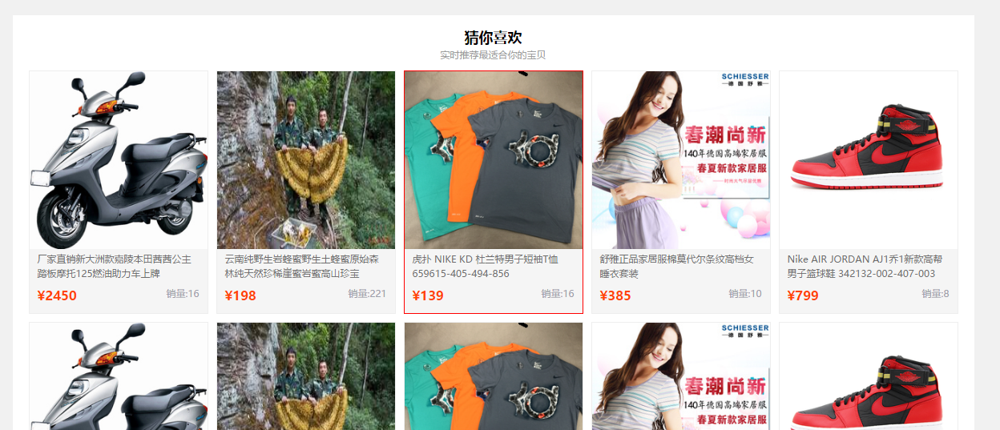 猜你喜欢
实时推荐最适合你的宝贝
厂家直销新大洲款嘉陵本田茜茜公主
踏板摩托125燃油助力车上牌
¥2450 销量:16
云南纯野生岩蜂蜜野生土蜂蜜原始森
林纯天然珍稀崖蜜岩蜜高山珍宝
¥198 销量:221
虎扑 NIKE KD 杜兰特男子短袖T恤
659615-405-494-856
¥139 销量:16
SCHIESSER
德国舒雅
春潮尚新
140年德国高端家居服
春夏新款家居服
舒雅正品家居服棉莫代尔条纹高档女
睡衣套装
¥385 销量:10
Nike AIR JORDAN AJ1乔1新款高帮
男子篮球鞋 342132-002-407-003
¥799 销量:8
SCHIESSER
德国舒雅
春潮尚新
140年德国高端家居服
春夏新款家居服